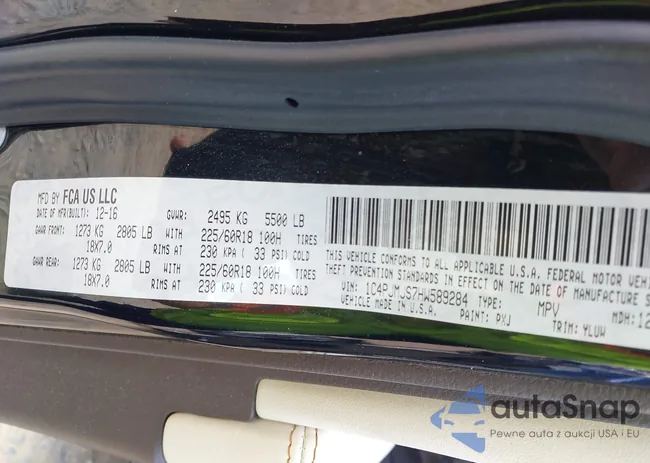 MFD BY FCA US LLC
DATE OF MFR(BUILT): 12-16 GVWR: 2495 KG 5500 LB
GAWR FRONT: 1273 KG 2805 LB WITH 225/60R18 100H TIRES
18X7.0 RIMS AT 230 KPA ( 33 PSI) COLD
GAWR REAR: 1273 KG 2805 LB WITH 225/60R18 100H TIRES
18X7.0 RIMS AT 230 KPA ( 33 PSI) COLD
THIS VEHICLE CONFORMS TO ALL APPLICABLE U.S.A. FEDERAL MOTOR VEHIC
THEFT PREVENTION STANDARDS IN EFFECT ON THE DATE OF MANUFACTURE S
VIN: 1C4PJMJS7HW589284 TYPE: MPV MDH: 12
VEHICLE MADE IN U.S.A. PAINT: PXJ TRIM: YLUW
autaSnap
Pewne auta z aukcji USA i EU